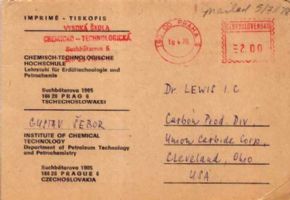 IMPRIMÉ - TISKOPIS
VYSOKÁ ŠKOLA
CHEMICKO-TECHNOLOGICKÁ
Suchbátarova 5
CHEMISCH-TECHNOLOGISCHE
HOCHSCHULE
Lehrstuhl für Erdöltechnologie und
Petrochemie
Suchbátarova 1905
166 28 PRAG 6
TSCHECHOSLOWAKEI
GUSTAV ŠEBOR
INSTITUTE OF CHEMICAL
TECHNOLOGY
Department of Petroleum Technology
and Petrochemistry
Suchbátarova 1905
166 28 PRAGUE 6
CZECHOSLOVAKIA
mailed
PRAHA
ČESKOSLOVENSKO
2.00
Dr. LEWIS I.C.
Carbon Prod. Div.
Union Carbide Corp.
Cleveland, Ohio
USA